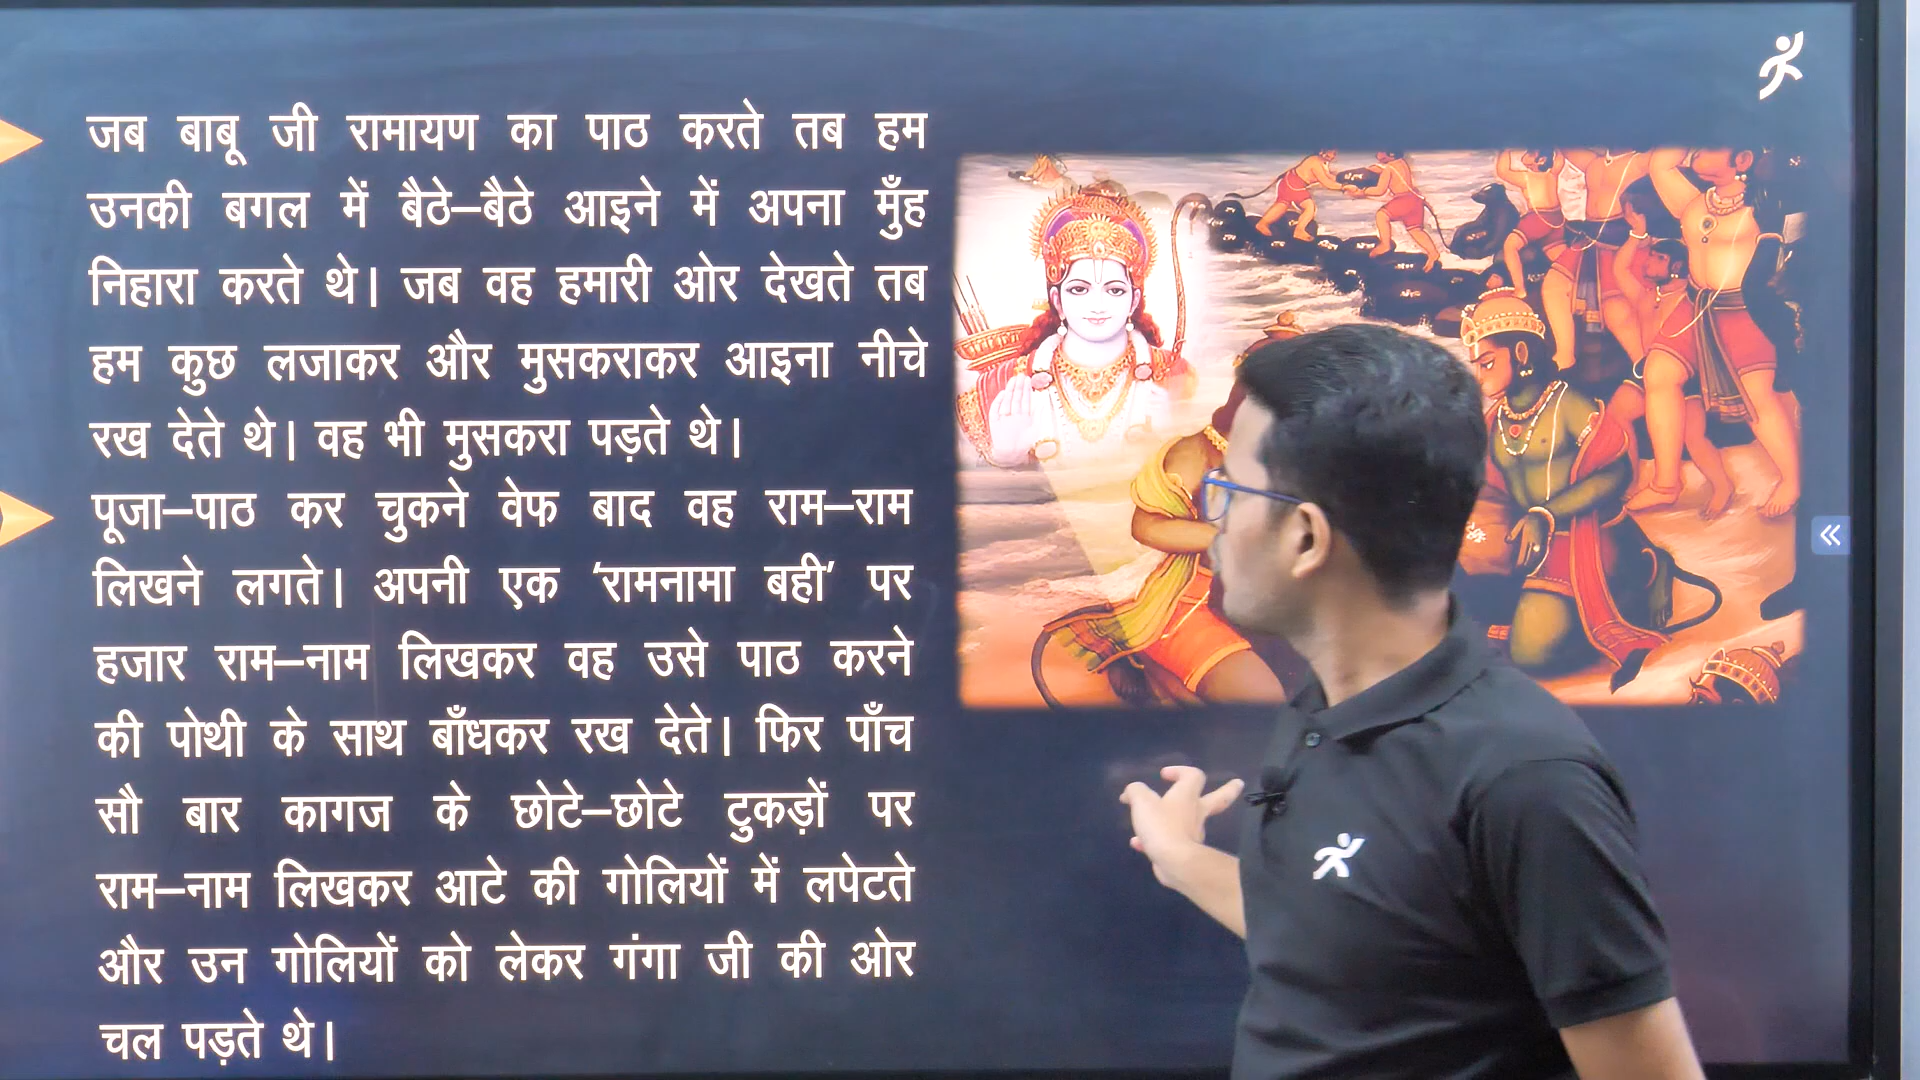 जब बाबू जी रामायण का पाठ करते तब हम
उनकी बगल में बैठे–बैठे आइने में अपना मुँह
निहारा करते थे। जब वह हमारी ओर देखते तब
हम कुछ लजाकर और मुसकराकर आइना नीचे
रख देते थे। वह भी मुसकरा पड़ते थे।
पूजा–पाठ कर चुकने वेफ बाद वह राम–राम
लिखने लगते। अपनी एक ‘रामनामा बही’ पर
हजार राम–नाम लिखकर वह उसे पाठ करने
की पोथी के साथ बाँधकर रख देते। फिर पाँच
सौ बार कागज के छोटे–छोटे टुकड़ों पर
राम–नाम लिखकर आटे की गोलियों में लपेटते
और उन गोलियों को लेकर गंगा जी की ओर
चल पड़ते थे।